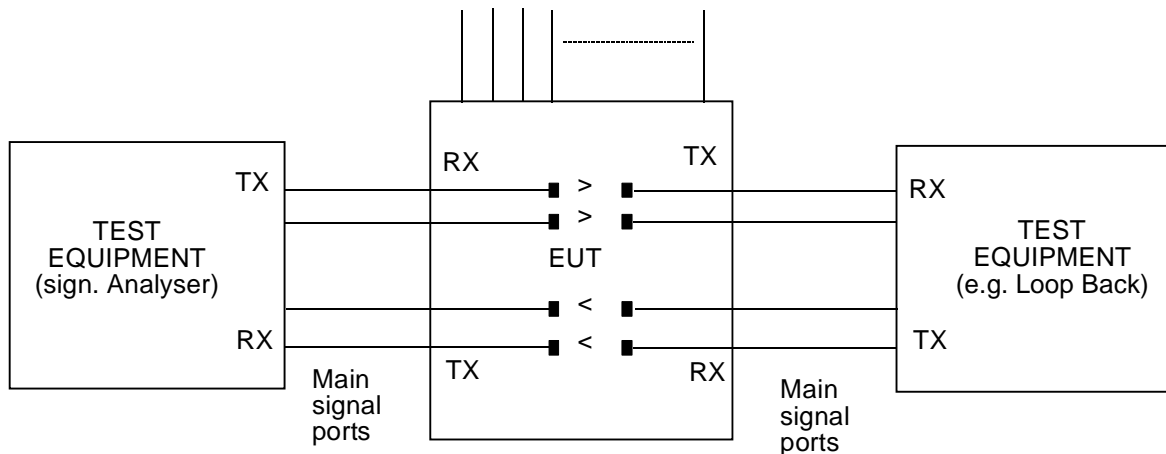 RX
TX
TX
>
RX
TEST
EQUIPMENT
(sign. Analyser)
>
EUT
TEST
EQUIPMENT
(e.g. Loop Back)
<
RX
<
TX
TX
RX
Main
signal
ports
Main
signal
ports